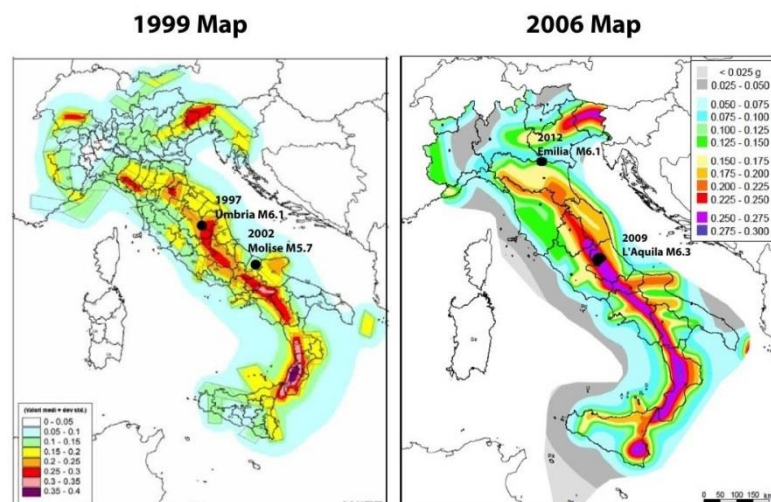 1999 Map
2006 Map
1997
Umbria M6.1
2002
Molise M5.7
(Valori medi + dev std.)
0 - 0.05
0.05 - 0.1
0.1 - 0.15
0.15 - 0.2
0.2 - 0.25
0.25 - 0.3
0.3 - 0.35
0.35 - 0.4
< 0.025 g
0.025 - 0.050
0.050 - 0.075
0.075 - 0.100
0.100 - 0.125
0.125 - 0.150
0.150 - 0.175
0.175 - 0.200
0.200 - 0.225
0.225 - 0.250
0.250 - 0.275
0.275 - 0.300
2012
Emilia M6.1
2009
L'Aquila M6.3
0 50 100 150